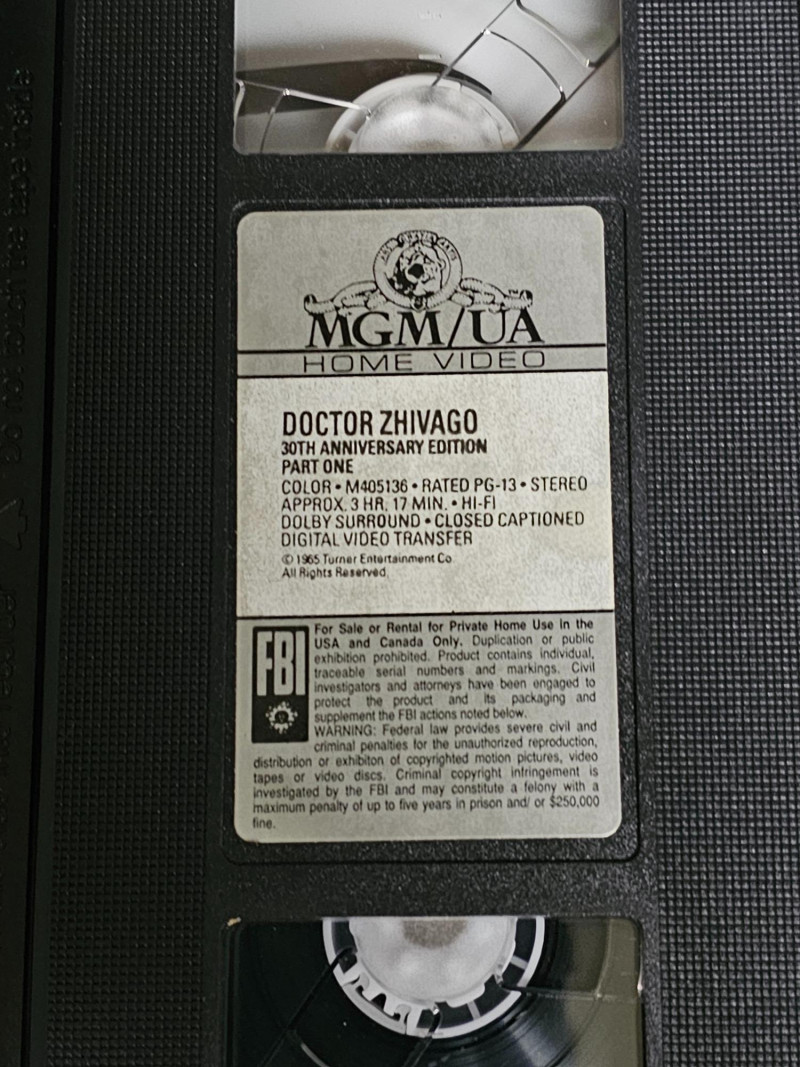 MGM/UA
HOME VIDEO
DOCTOR ZHIVAGO
30TH ANNIVERSARY EDITION
PART ONE
COLOR • M405136 • RATED PG-13 • STEREO
APPROX. 3 HR. 17 MIN. • HI-FI
DOLBY SURROUND • CLOSED CAPTIONED
DIGITAL VIDEO TRANSFER
© 1965 Turner Entertainment Co.
All Rights Reserved.
FBI
For Sale or Rental for Private Home Use in the
USA and Canada Only. Duplication or public
exhibition prohibited. Product contains individual,
traceable serial numbers and markings. Civil
investigators and attorneys have been engaged to
protect the product and its packaging and
supplement the FBI actions noted below.
WARNING: Federal law provides severe civil and
criminal penalties for the unauthorized reproduction,
distribution or exhibiton of copyrighted motion pictures, video
tapes or video discs. Criminal copyright infringement is
investigated by the FBI and may constitute a felony with a
maximum penalty of up to five years in prison and/ or $250,000
fine.
Do not touch the tape inside